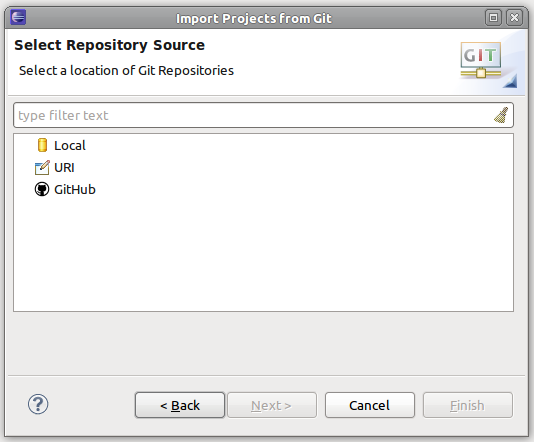 Import Projects from Git
Select Repository Source
Select a location of Git Repositories
GIT
type filter text
Local
URI
GitHub
?
< Back
Next >
Cancel
Finish